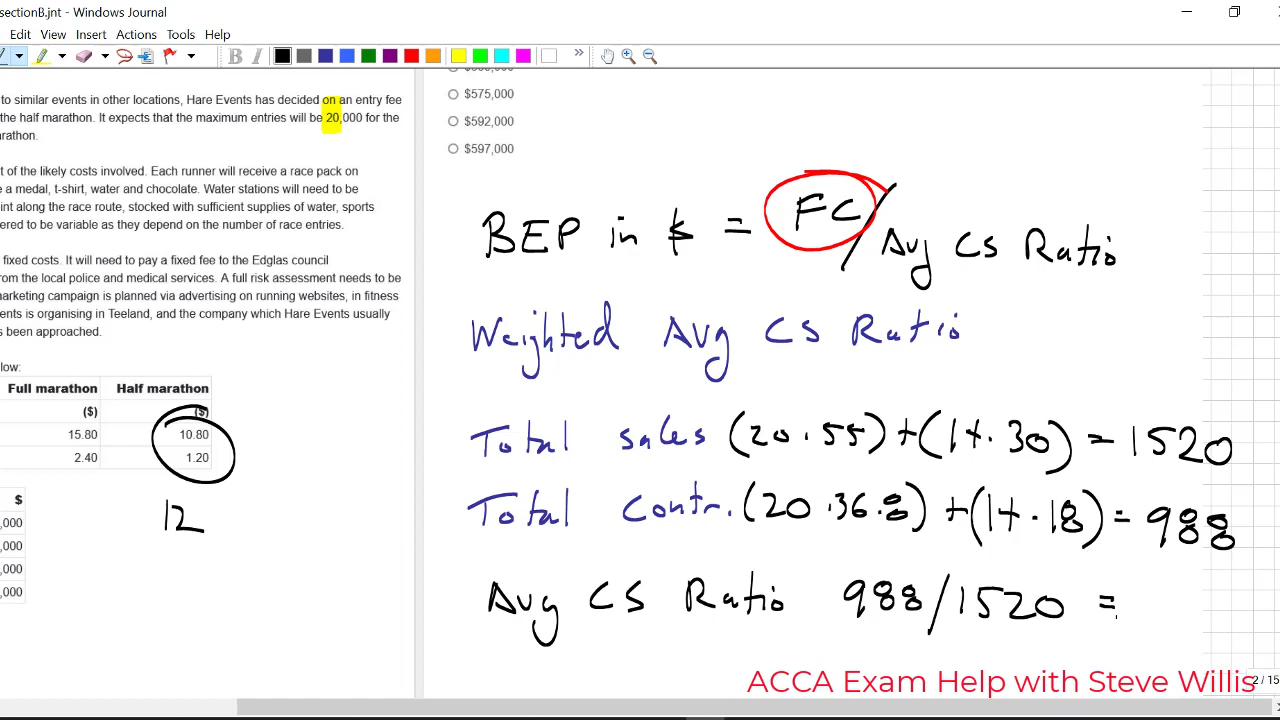 sectionB.jnt - Windows Journal
Edit View Insert Actions Tools Help
to similar events in other locations, Hare Events has decided on an entry fee
the half marathon. It expects that the maximum entries will be 20,000 for the
arathon.
t of the likely costs involved. Each runner will receive a race pack on
e a medal, t-shirt, water and chocolate. Water stations will need to be
int along the race route, stocked with sufficient supplies of water, sports
ered to be variable as they depend on the number of race entries.
fixed costs. It will need to pay a fixed fee to the Edglas council
from the local police and medical services. A full risk assessment needs to be
marketing campaign is planned via advertising on running websites, in fitness
ents is organising in Teeland, and the company which Hare Events usually
s been approached.
low:
Full marathon Half marathon
($) ($)
15.80 10.80
2.40 1.20
12
$
,000
,000
,000
,000
$575,000
$592,000
$597,000
BEP in $ = FC/Avg CS Ratio
Weighted Avg CS Ratio
Total sales (20.55)+(14.30) = 1520
Total contr. (20.36.8)+(14.18) = 988
Avg CS Ratio 988/1520 =
ACCA Exam Help with Steve Willis
2 / 15